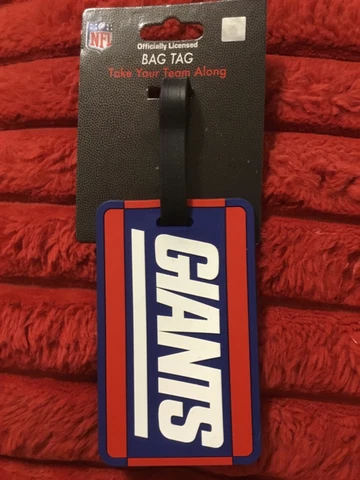 NFL
Officially Licensed
BAG TAG
Take Your Team Along
GIANTS